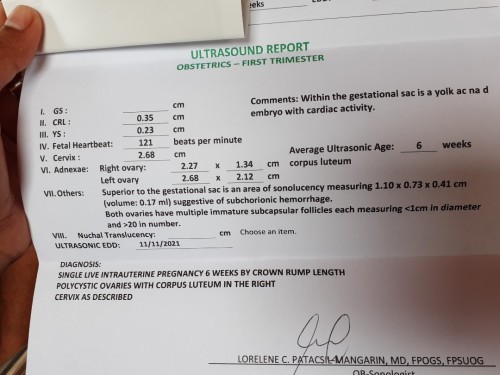 eeks
ULTRASOUND REPORT
OBSTETRICS – FIRST TRIMESTER
I. GS : cm
II. CRL : 0.35 cm
III. YS : 0.23 cm
IV. Fetal Heartbeat: 121 beats per minute
V. Cervix : 2.68 cm
Comments: Within the gestational sac is a yolk ac na d
embryo with cardiac activity.
Average Ultrasonic Age: 6 weeks
VI. Adnexae: Right ovary: 2.27 x 1.34 cm corpus luteum
Left ovary 2.68 x 2.12 cm
VII. Others: Superior to the gestational sac is an area of sonolucency measuring 1.10 x 0.73 x 0.41 cm
(volume: 0.17 ml) suggestive of subchorionic hemorrhage.
Both ovaries have multiple immature subcapsular follicles each measuring <1cm in diameter
and >20 in number.
VIII. Nuchal Translucency: cm Choose an item.
ULTRASONIC EDD: 11/11/2021
DIAGNOSIS:
SINGLE LIVE INTRAUTERINE PREGNANCY 6 WEEKS BY CROWN RUMP LENGTH
POLYCYSTIC OVARIES WITH CORPUS LUTEUM IN THE RIGHT
CERVIX AS DESCRIBED
LORELENE C. PATACSIL-MANGARIN, MD, FPOGS, FPSUOG
OB-Sonologist